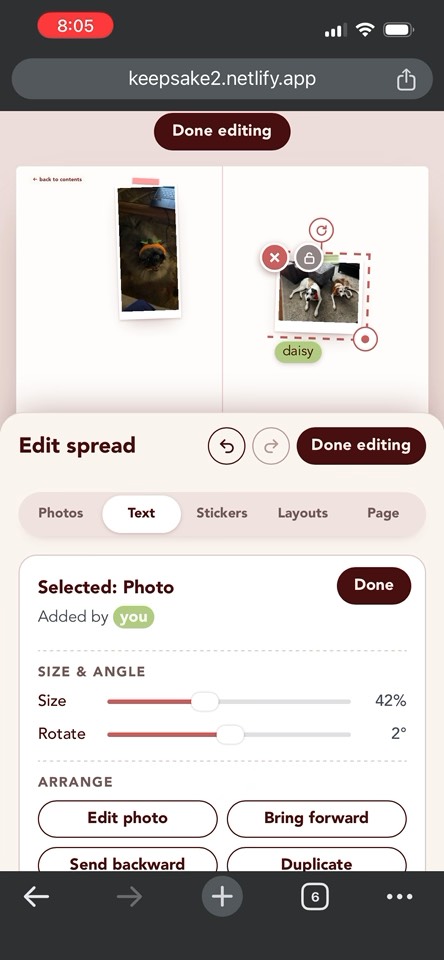 8:05
keepsake2.netlify.app
Done editing
← back to contents
daisy
Edit spread
Done editing
Photos Text Stickers Layouts Page
Selected: Photo
Done
Added by you
SIZE & ANGLE
Size 42%
Rotate 2°
ARRANGE
Edit photo Bring forward
Send backward Duplicate
6